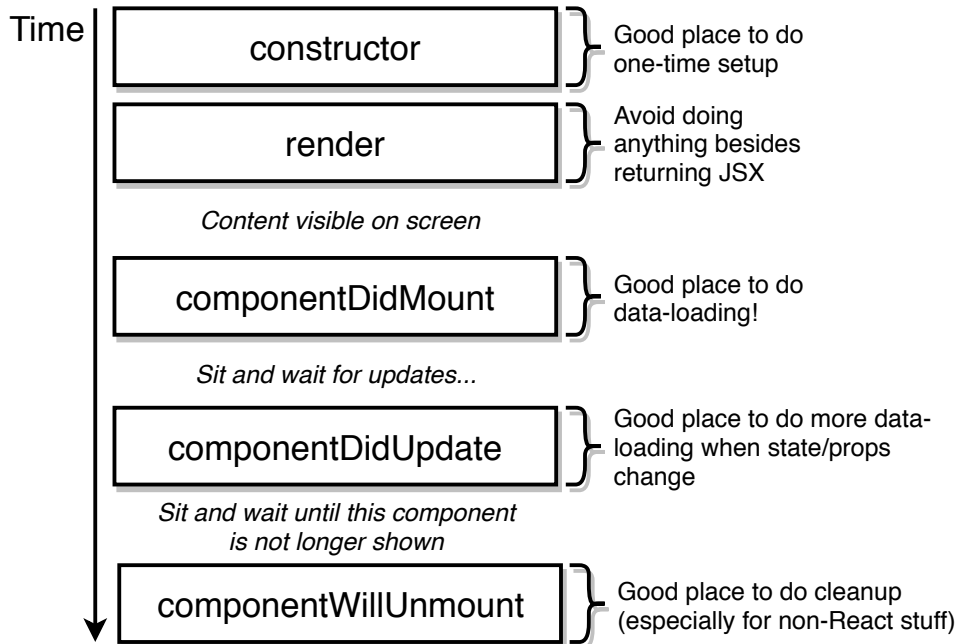 Time
constructor
Good place to do
one-time setup
render
Avoid doing
anything besides
returning JSX
Content visible on screen
componentDidMount
Good place to do
data-loading!
Sit and wait for updates...
componentDidUpdate
Good place to do more data-
loading when state/props
change
Sit and wait until this component
is not longer shown
componentWillUnmount
Good place to do cleanup
(especially for non-React stuff)